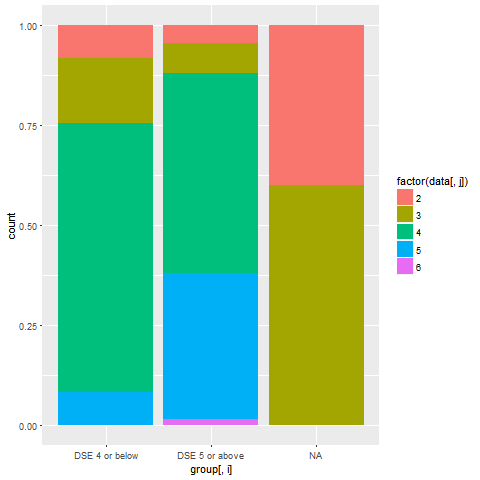 1.00
0.75
0.50
0.25
0.00
count
DSE 4 or below
DSE 5 or above
NA
group[, i]
factor(data[, j])
2
3
4
5
6